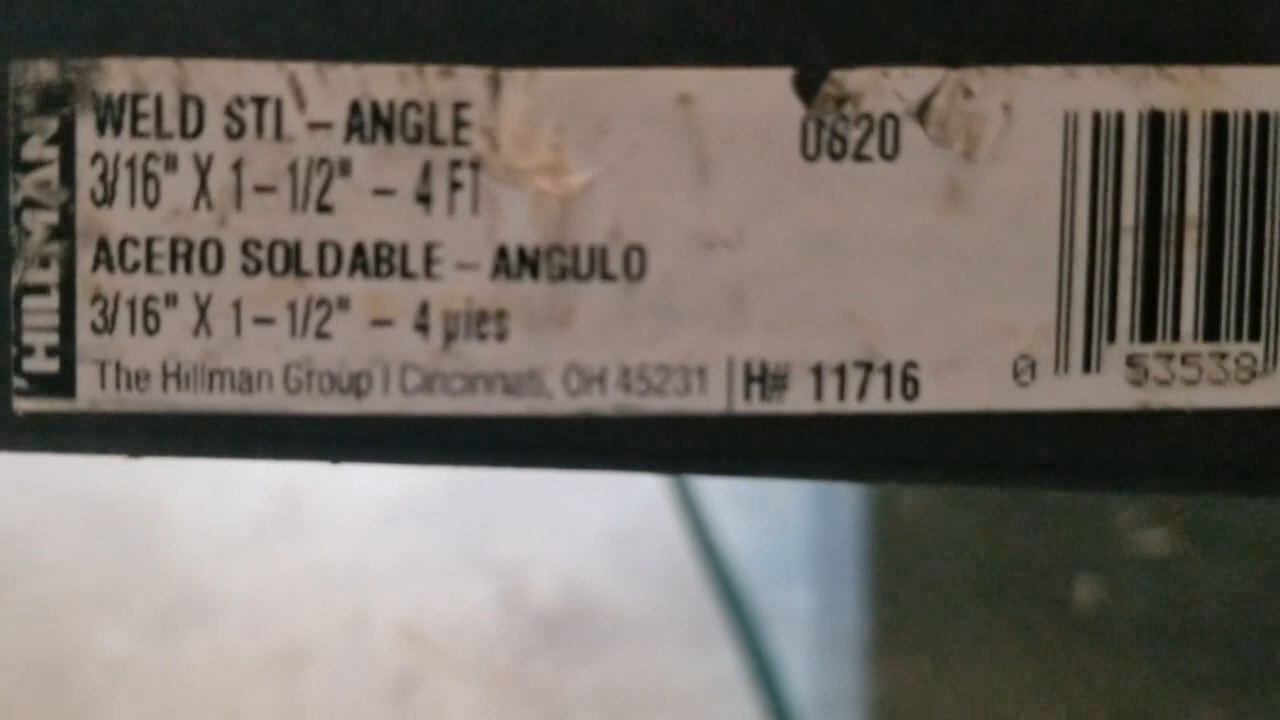 HILLMAN
WELD STL - ANGLE
0620
3/16" X 1-1/2" - 4 FT
ACERO SOLDABLE - ANGULO
3/16" X 1-1/2" - 4 pies
The Hillman Group | Cincinnati, OH 45231 | H# 11716
0 53538